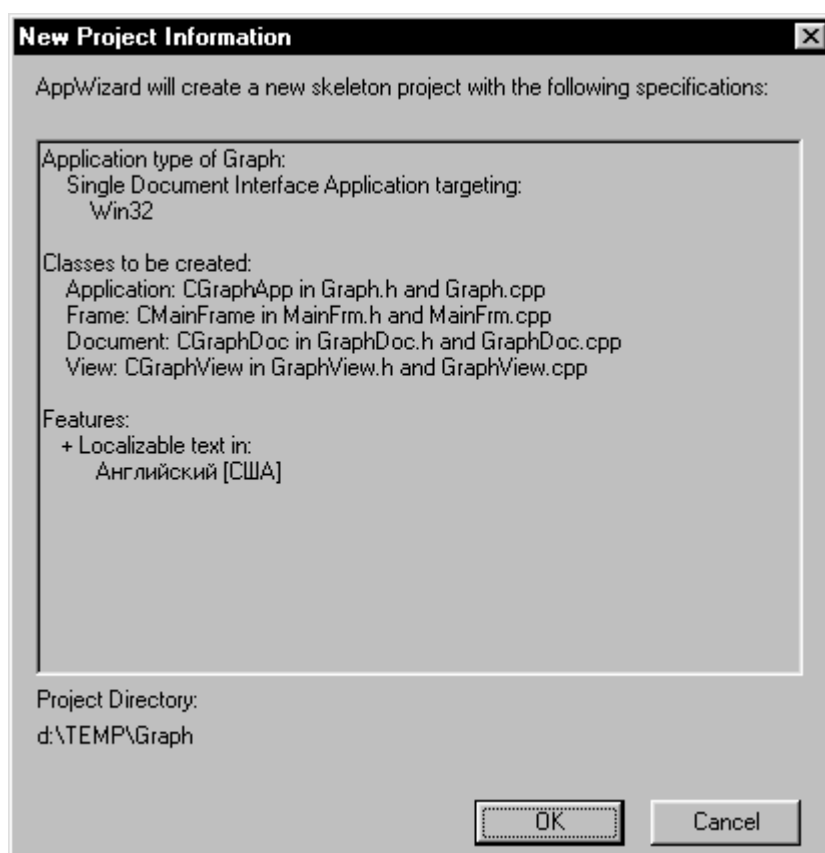 New Project Information
AppWizard will create a new skeleton project with the following specifications:
Application type of Graph:
Single Document Interface Application targeting:
Win32
Classes to be created:
Application: CGraphApp in Graph.h and Graph.cpp
Frame: CMainFrame in MainFrm.h and MainFrm.cpp
Document: CGraphDoc in GraphDoc.h and GraphDoc.cpp
View: CGraphView in GraphView.h and GraphView.cpp
Features:
+ Localizable text in:
Английский [США]
Project Directory:
d:\TEMP\Graph
OK Cancel